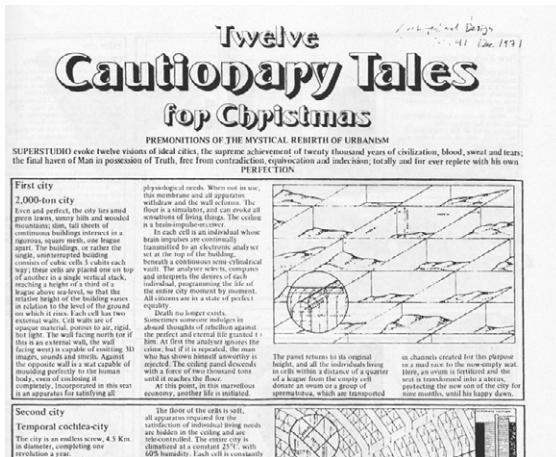 Architectural Design
41 Dec. 1971
Twelve
Cautionary Tales
for Christmas
PREMONITIONS OF THE MYSTICAL REBIRTH OF URBANISM
SUPERSTUDIO evoke twelve visions of ideal cities, the supreme achievement of twenty thousand years of civilization, blood, sweat and tears;
the final haven of Man in possession of Truth, free from contradiction, equivocation and indecision; totally and for ever replete with his own
PERFECTION
First city
2,000-ton city
Even and perfect, the city lies amid
green lawns, sunny hills and wooded
mountains; slim, tall sheets of
continuous buildings intersect in a
rigorous, square mesh, one league
apart. The buildings, or rather the
single, uninterrupted building
consists of cubic cells 5 cubits each
way; these cells are placed one on top
of another in a single vertical stack,
reaching a height of a third of a
league above sea-level, so that the
relative height of the building varies
in relation to the level of the ground
on which it rises. Each cell has two
external walls. Cell walls are of
opaque material, porous to air, rigid,
but light. The wall facing north (or if
this is an external wall, the wall
facing west) is capable of emitting 3D
images, sounds and smells. Against
the opposite wall is a seat capable of
moulding perfectly to the human
body, even of enclosing it
completely. Incorporated in this seat
is an apparatus for satisfying all
physiological needs. When not in use,
this membrane and all apparatus
withdraw and the wall reforms. The
floor is a simulator, and can evoke all
sensations of living things. The ceiling
is a brain-impulse-receiver.
In each cell is an individual whose
brain impulses are continually
transmitted to an electronic analyser
set at the top of the building,
beneath a continuous semi-cylindrical
vault. The analyser selects, compares
and interprets the desires of each
individual, programming the life of
the entire city moment by moment.
All citizens are in a state of perfect
equality.
Death no longer exists.
Sometimes someone indulges in
absurd thoughts of rebellion against
the perfect and eternal life granted to
him. At first the analyser ignores the
crime, but if it is repeated, the man
who has shown himself unworthy is
rejected. The ceiling panel descends
with a force of two thousand tons
until it reaches the floor.
At this point, in this marvellous
economy, another life is initiated.
The panel returns to its original
height, and all the individuals living
in cells within a distance of a quarter
of a league from the empty cell
donate an ovum or a group of
spermatozoa, which are transported
in channels created for this purpose
in a mad race to the now-empty seat.
Here, an ovum is fertilized and the
seat is transformed into a uterus,
protecting the new son of the city for
nine months, until his happy dawn.
Second city
Temporal cochlea-city
The city is an endless screw, 4.5 Km
in diameter, completing one
revolution a year.
The floor of the cells is soft,
all apparatus required for the
satisfaction of individual living needs
are hidden in the ceiling and are
tele-controlled. The entire city is
climatized at a constant 25°C, with
60% humidity. Each cell is constantly